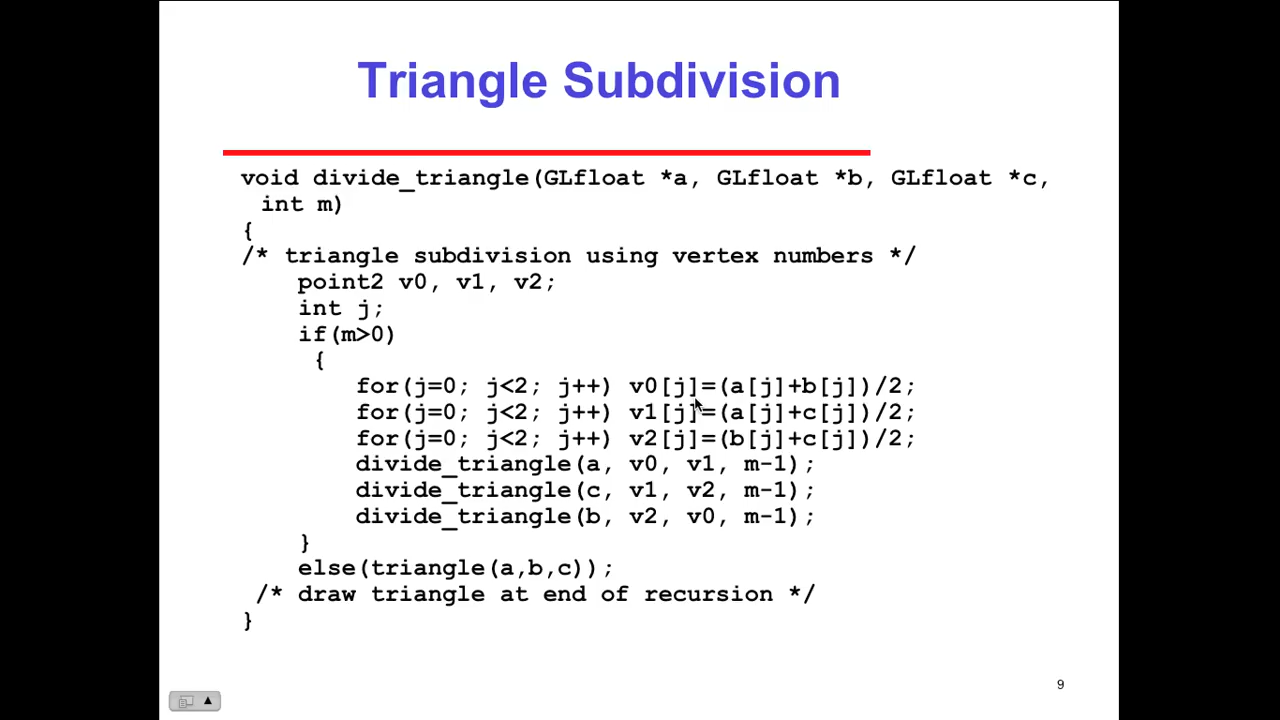 Triangle Subdivision
void divide_triangle(GLfloat *a, GLfloat *b, GLfloat *c,
int m)
{
/* triangle subdivision using vertex numbers */
point2 v0, v1, v2;
int j;
if(m>0)
{
for(j=0; j<2; j++) v0[j]=(a[j]+b[j])/2;
for(j=0; j<2; j++) v1[j]=(a[j]+c[j])/2;
for(j=0; j<2; j++) v2[j]=(b[j]+c[j])/2;
divide_triangle(a, v0, v1, m-1);
divide_triangle(c, v1, v2, m-1);
divide_triangle(b, v2, v0, m-1);
}
else(triangle(a,b,c));
/* draw triangle at end of recursion */
}
9